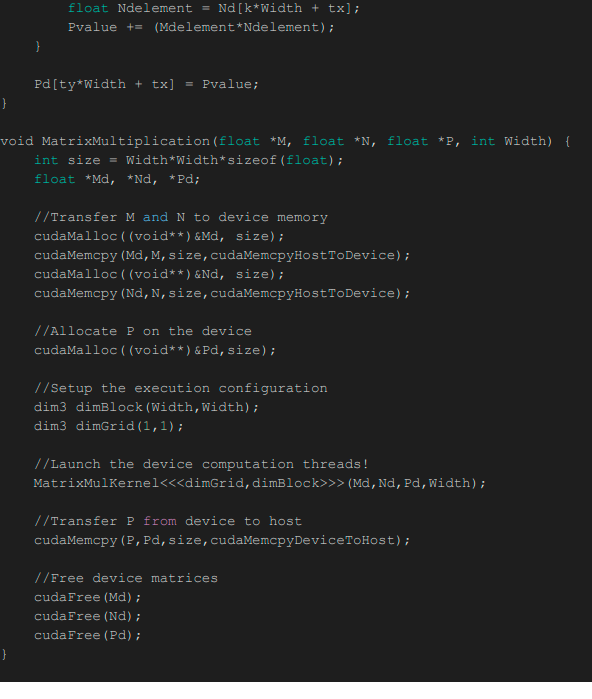 float Ndelement = Nd[k*Width + tx];
Pvalue += (Mdelement*Ndelement);
}
Pd[ty*Width + tx] = Pvalue;
}
void MatrixMultiplication(float *M, float *N, float *P, int Width) {
int size = Width*Width*sizeof(float);
float *Md, *Nd, *Pd;
//Transfer M and N to device memory
cudaMalloc((void**)&Md, size);
cudaMemcpy(Md,M,size,cudaMemcpyHostToDevice);
cudaMalloc((void**)&Nd, size);
cudaMemcpy(Nd,N,size,cudaMemcpyHostToDevice);
//Allocate P on the device
cudaMalloc((void**)&Pd,size);
//Setup the execution configuration
dim3 dimBlock(Width,Width);
dim3 dimGrid(1,1);
//Launch the device computation threads!
MatrixMulKernel<<<dimGrid,dimBlock>>>(Md,Nd,Pd,Width);
//Transfer P from device to host
cudaMemcpy(P,Pd,size,cudaMemcpyDeviceToHost);
//Free device matrices
cudaFree(Md);
cudaFree(Nd);
cudaFree(Pd);
}